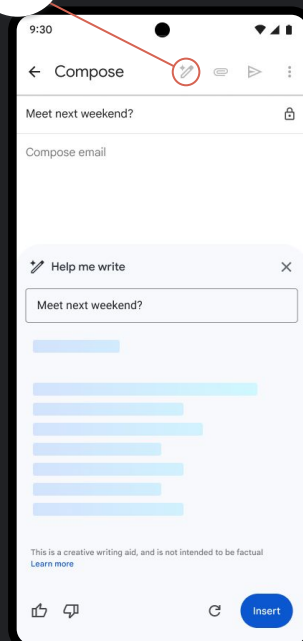 9:30
Compose
Meet next weekend?
Compose email
Help me write
Meet next weekend?
This is a creative writing aid, and is not intended to be factual
Learn more
Insert